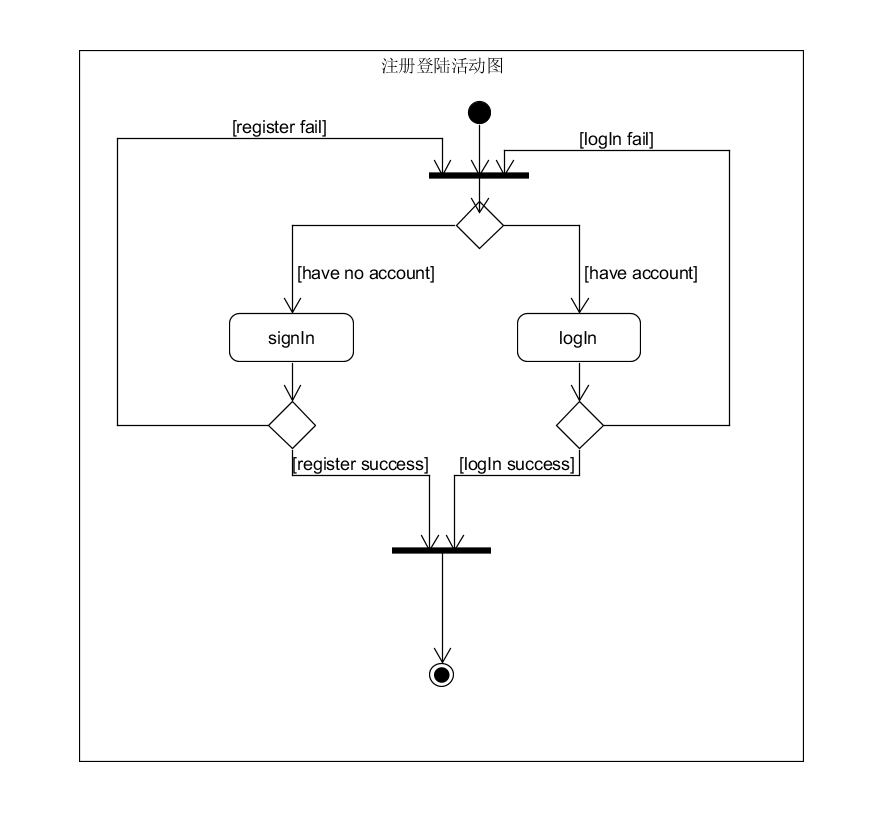 注册登陆活动图
[register fail]
[logIn fail]
[have no account]
[have account]
signIn
logIn
[register success]
[logIn success]